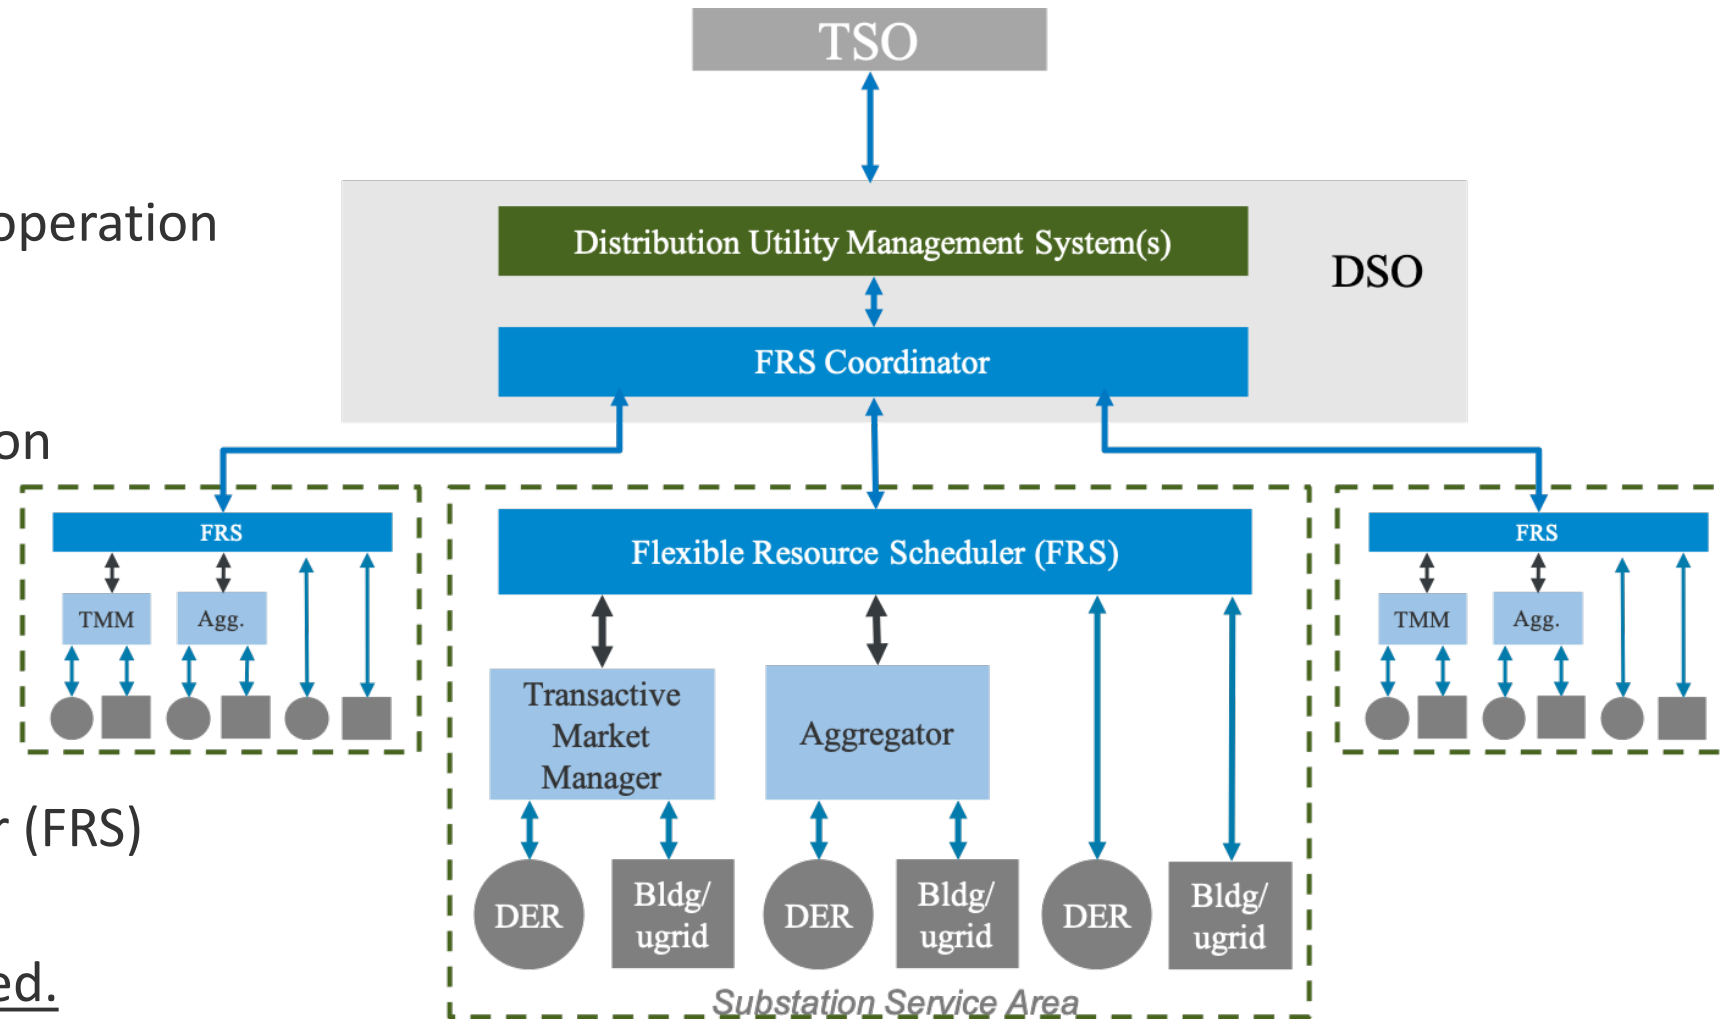 TSO
operation
Distribution Utility Management System(s)
DSO
FRS Coordinator
on
FRS
TMM
Agg.
Flexible Resource Scheduler (FRS)
Transactive
Market
Manager
Aggregator
DER
Bldg/
ugrid
DER
Bldg/
ugrid
DER
Bldg/
ugrid
Substation Service Area
FRS
TMM
Agg.
r (FRS)
ed.